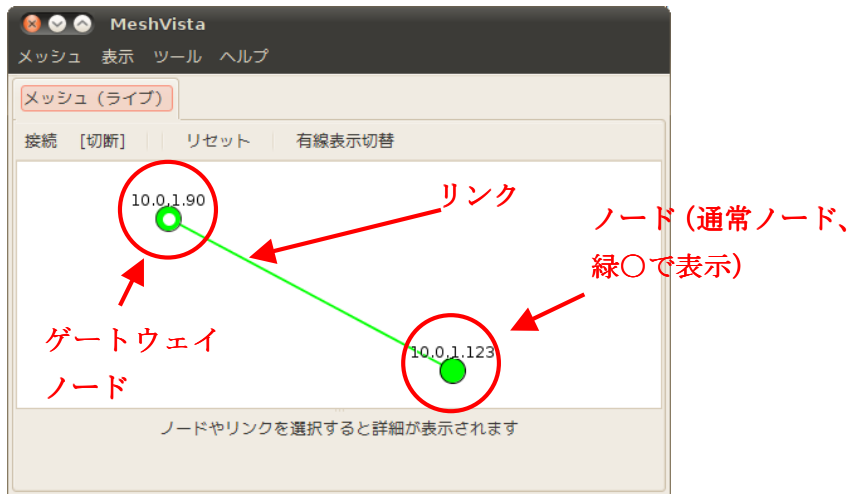 MeshVista
メッシュ 表示 ツール ヘルプ
メッシュ（ライブ）
接続 [切断] リセット 有線表示切替
10.0.1.90
リンク
ノード（通常ノード、
緑○で表示）
ゲートウェイ
ノード
10.0.1.123
ノードやリンクを選択すると詳細が表示されます